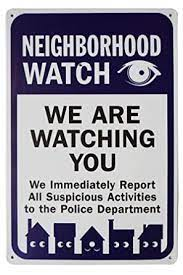 NEIGHBORHOOD
WATCH
WE ARE
WATCHING
YOU
We Immediately Report
All Suspicious Activities
to the Police Department